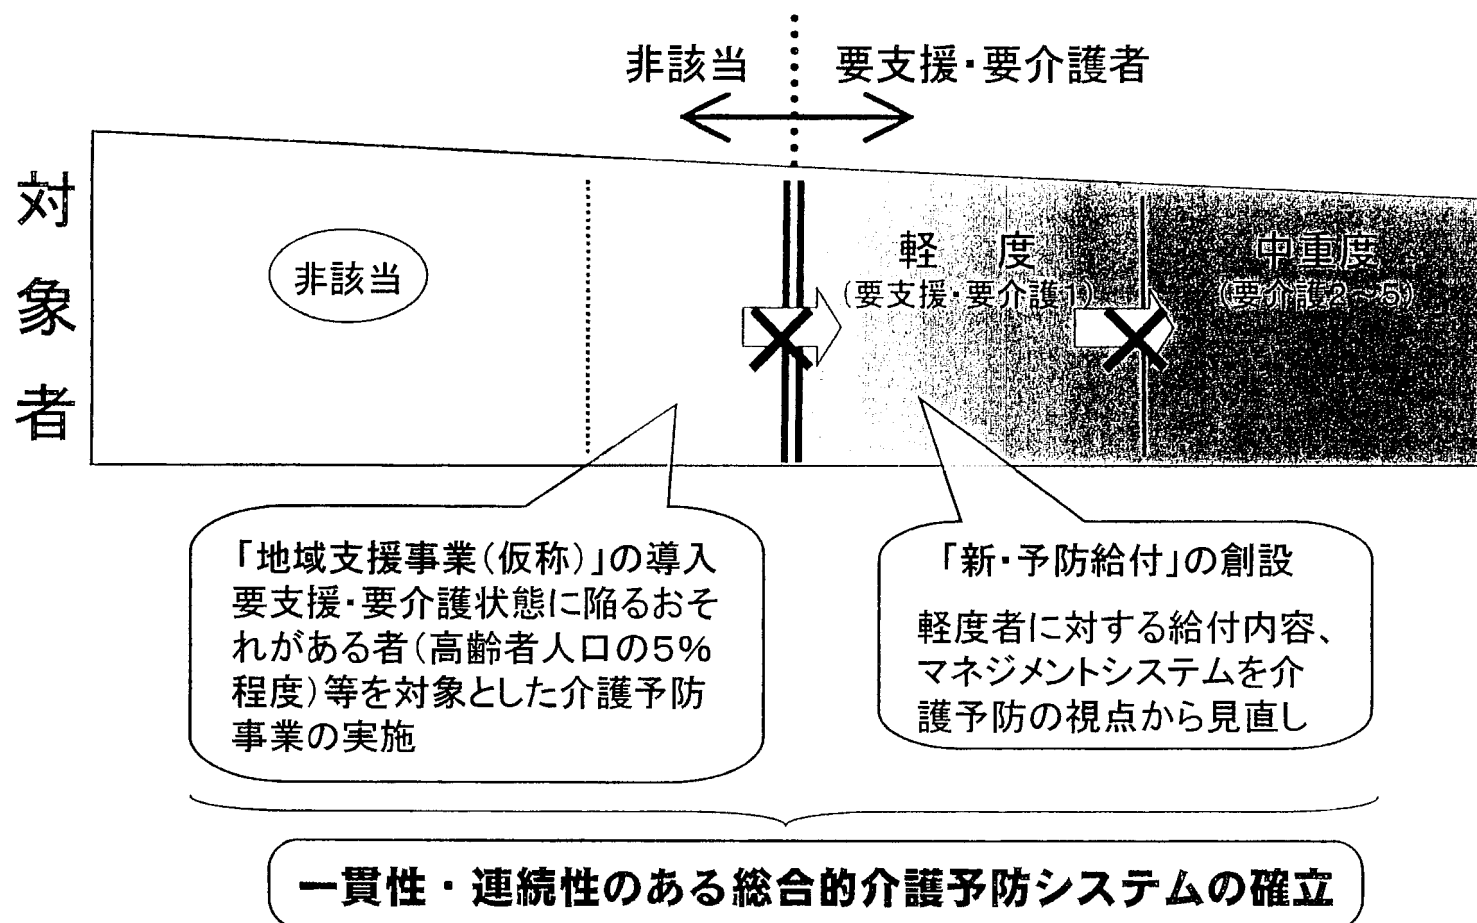 非該当
要支援・要介護者
対象者
非該当
軽度
(要支援・要介護1)
中重度
(要介護2～5)
「地域支援事業(仮称)」の導入
要支援・要介護状態に陥るおそ
れがある者(高齢者人口の5%
程度)等を対象とした介護予防
事業の実施
「新・予防給付」の創設
軽度者に対する給付内容、
マネジメントシステムを介
護予防の視点から見直し
一貫性・連続性のある総合的介護予防システムの確立